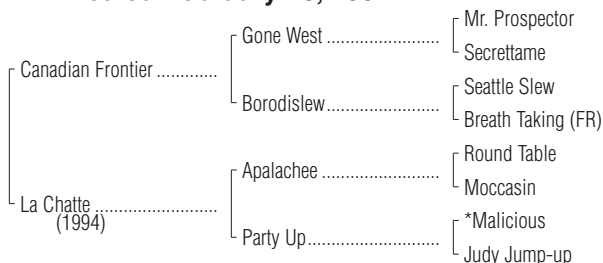 Mr. Prospector
Gone West ........................
Secrettame
Canadian Frontier .............
Seattle Slew
Borodislew........................
Breath Taking (FR)
Round Table
Apalachee ........................
Moccasin
La Chatte ..........................
(1994)
*Malicious
Party Up............................
Judy Jump-up